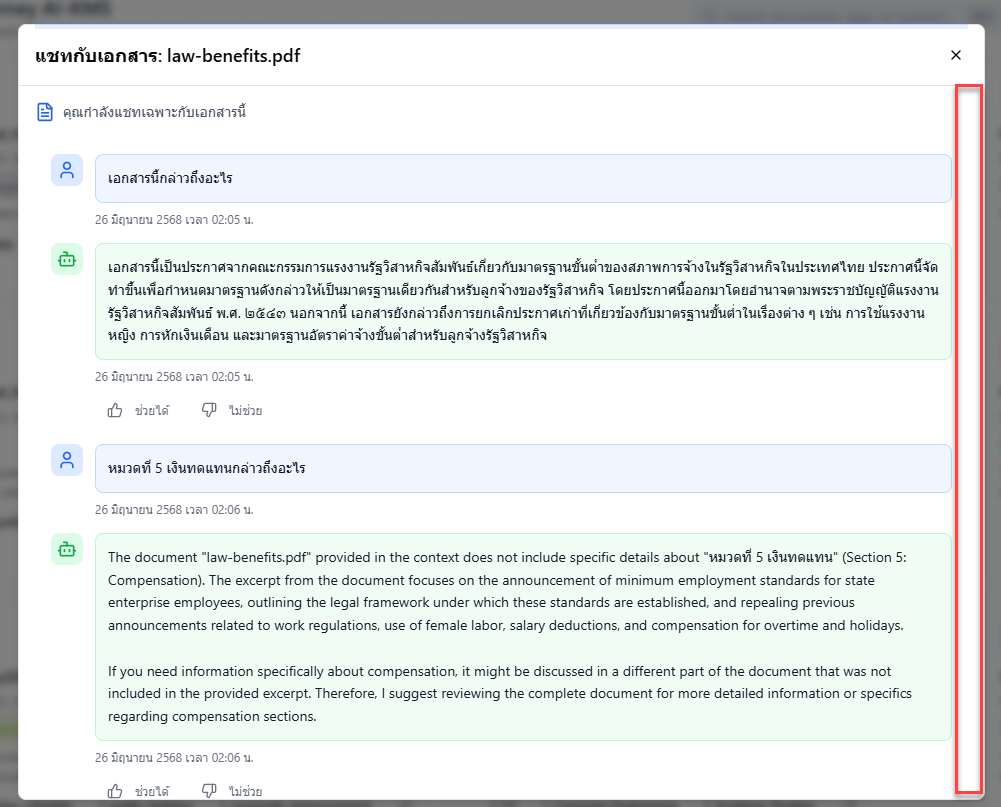 แชทกับเอกสาร: law-benefits.pdf
คุณกำลังแชทเฉพาะกับเอกสารนี้
เอกสารนี้กล่าวถึงอะไร
26 มิถุนายน 2568 เวลา 02:05 น.
เอกสารนี้เป็นประกาศจากคณะกรรมการแรงงานรัฐวิสาหกิจสัมพันธ์เกี่ยวกับมาตรฐานขั้นต่ำของสภาพการจ้างในรัฐวิสาหกิจในประเทศไทย ประกาศนี้จัด
ทำขึ้นเพื่อกำหนดมาตรฐานดังกล่าวให้เป็นมาตรฐานเดียวกันสำหรับลูกจ้างของรัฐวิสาหกิจ โดยประกาศนี้ออกมาโดยอำนาจตามพระราชบัญญัติแรงงาน
รัฐวิสาหกิจสัมพันธ์ พ.ศ. ๒๕๔๓ นอกจากนี้ เอกสารยังกล่าวถึงการยกเลิกประกาศเก่าที่เกี่ยวข้องกับมาตรฐานขั้นต่ำในเรื่องต่าง ๆ เช่น การใช้แรงงาน
หญิง การหักเงินเดือน และมาตรฐานอัตราค่าจ้างขั้นต่ำสำหรับลูกจ้างรัฐวิสาหกิจ
26 มิถุนายน 2568 เวลา 02:05 น.
ช่วยได้ ไม่ช่วย
หมวดที่ 5 เงินทดแทนกล่าวถึงอะไร
26 มิถุนายน 2568 เวลา 02:06 น.
The document "law-benefits.pdf" provided in the context does not include specific details about "หมวดที่ 5 เงินทดแทน" (Section 5:
Compensation). The excerpt from the document focuses on the announcement of minimum employment standards for state
enterprise employees, outlining the legal framework under which these standards are established, and repealing previous
announcements related to work regulations, use of female labor, salary deductions, and compensation for overtime and holidays.
If you need information specifically about compensation, it might be discussed in a different part of the document that was not
included in the provided excerpt. Therefore, I suggest reviewing the complete document for more detailed information or specifics
regarding compensation sections.
26 มิถุนายน 2568 เวลา 02:06 น.
ช่วยได้ ไม่ช่วย